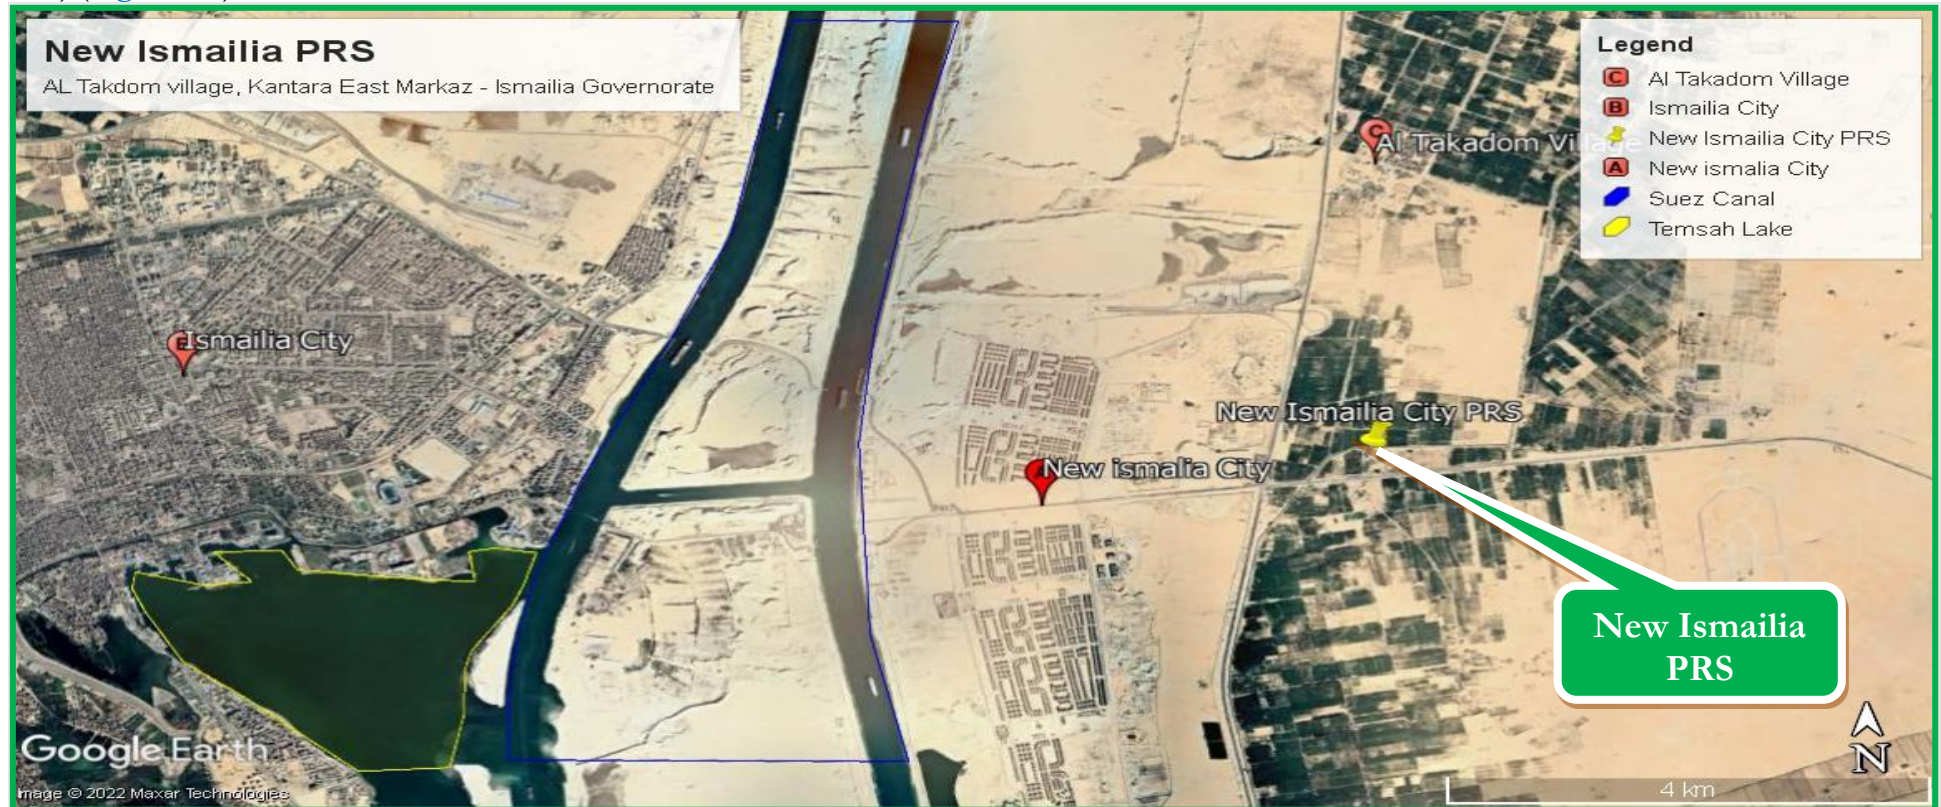 New Ismailia PRS
AL Takdom village, Kantara East Markaz - Ismailia Governorate
Legend
C Al Takadom Village
B Ismailia City
New Ismailia City PRS
A New ismalia City
Suez Canal
Temsah Lake
C
Al Takadom Village
Ismailia City
New Ismailia City PRS
New ismalia City
New Ismailia
PRS
Google Earth
Image © 2022 Maxar Technologies
N
4 km